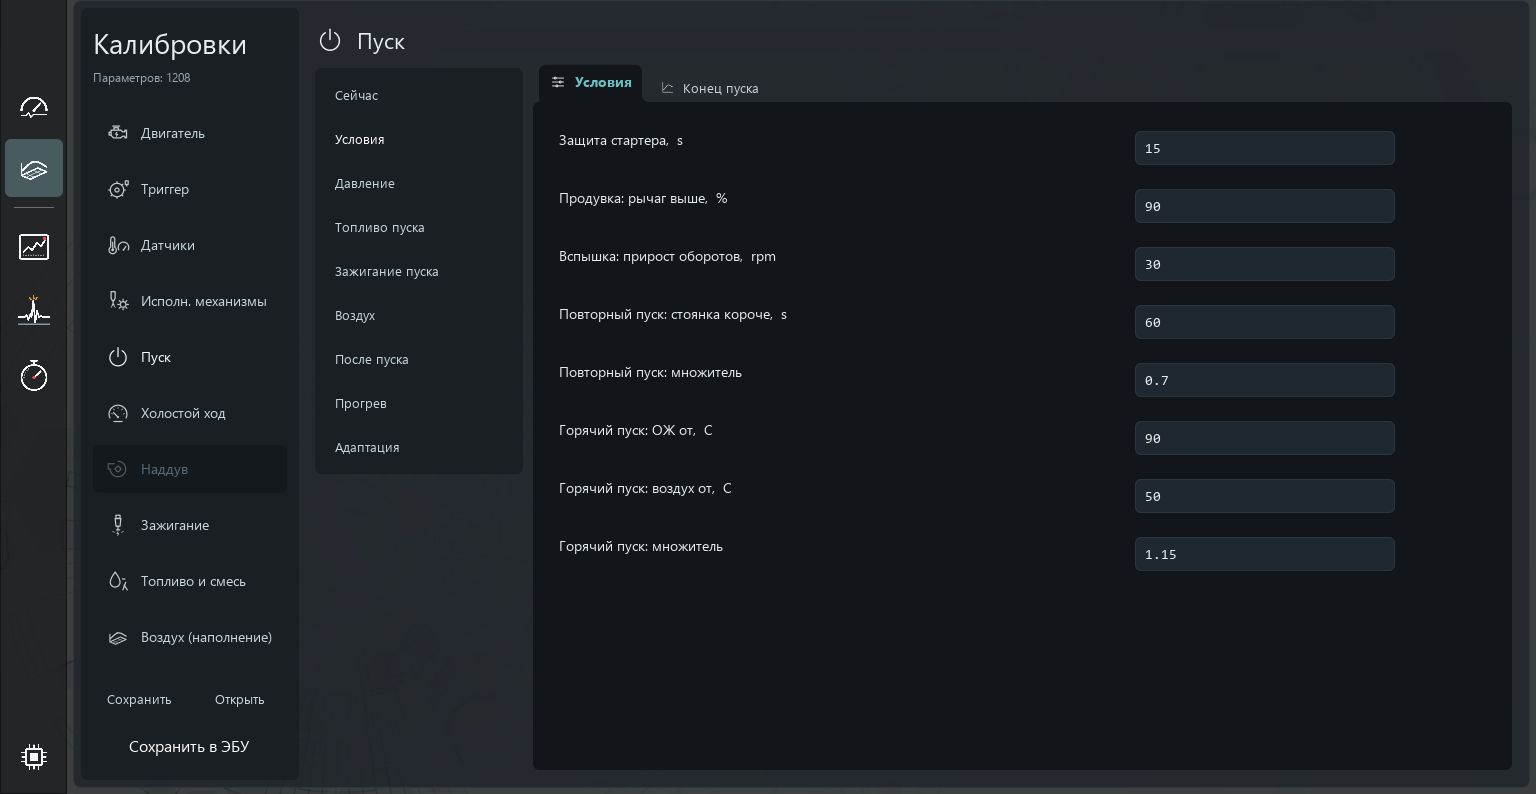 Калибровки
Параметров: 1208
Двигатель
Триггер
Датчики
Исполн. механизмы
Пуск
Холостой ход
Наддув
Зажигание
Топливо и смесь
Воздух (наполнение)
Сохранить
Открыть
Сохранить в ЭБУ
Пуск
Сейчас
Условия
Давление
Топливо пуска
Зажигание пуска
Воздух
После пуска
Прогрев
Адаптация
Условия
Конец пуска
Защита стартера, s
15
Продувка: рычаг выше, %
90
Вспышка: прирост оборотов, rpm
30
Повторный пуск: стоянка короче, s
60
Повторный пуск: множитель
0.7
Горячий пуск: ОЖ от, C
90
Горячий пуск: воздух от, C
50
Горячий пуск: множитель
1.15